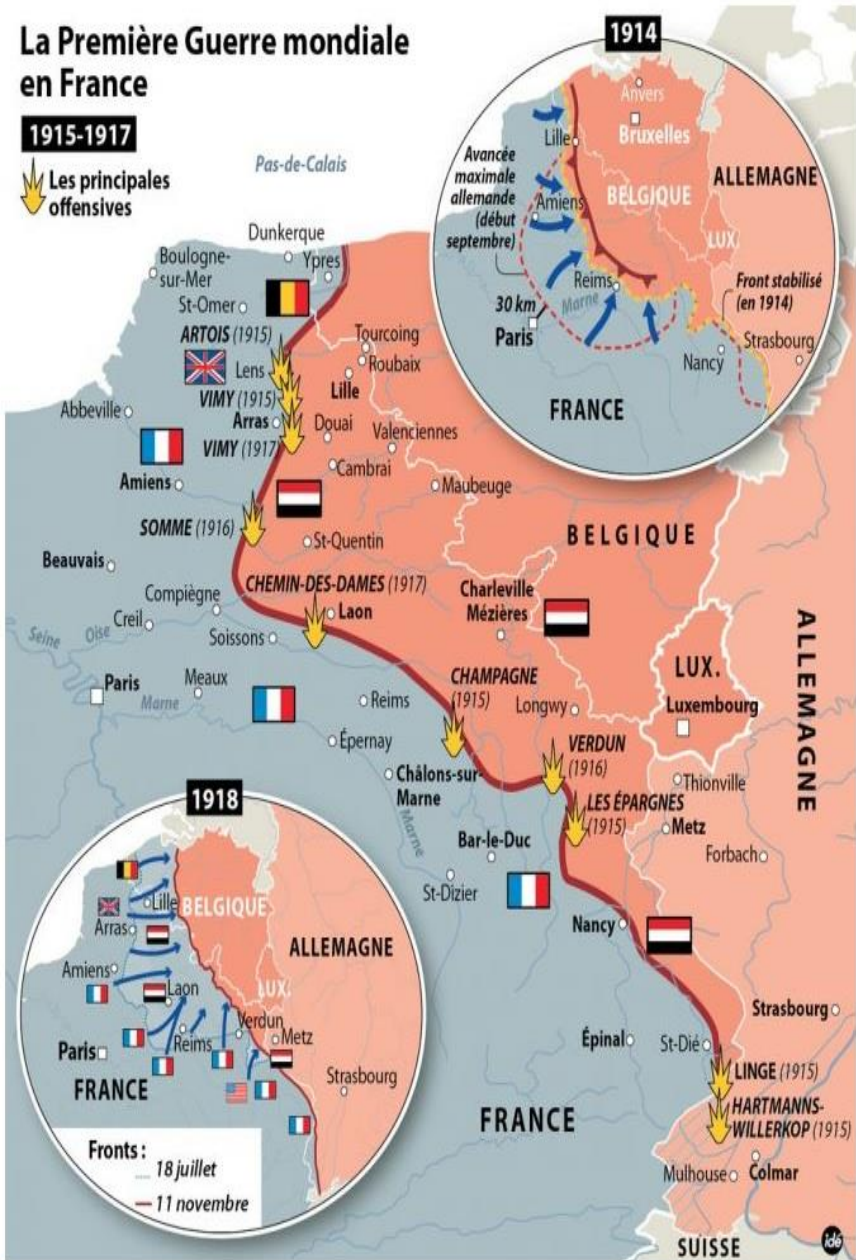 La Première Guerre mondiale
en France
1915-1917
Les principales
offensives
Pas-de-Calais
Dunkerque
Ypres
Boulogne-
sur-Mer
St-Omer
ARTOIS (1915)
Tourcoing
Roubaix
Lens
Lille
VIMY (1915)
Abbeville
Arras
Douai
Valenciennes
VIMY (1917)
Cambrai
Amiens
Maubeuge
SOMME (1916)
St-Quentin
BELGIQUE
Beauvais
CHEMIN-DES-DAMES (1917)
Compiègne
Laon
Charleville
Mézières
Creil
Oise
Seine
Soissons
LUX.
Luxembourg
ALLEMAGNE
Paris
Meaux
Marne
Reims
CHAMPAGNE
(1915)
Longwy
Épernay
VERDUN
(1916)
Châlons-sur-
Marne
Thionville
LES ÉPARGNES
(1915)
Metz
Marne
Bar-le-Duc
Forbach
St-Dizier
Nancy
Strasbourg
Épinal
St-Dié
LINGE (1915)
HARTMANNS-
WILLERKOP (1915)
FRANCE
Mulhouse
Colmar
SUISSE
idé
1914
Anvers
Bruxelles
Lille
Avancée
maximale
allemande
(début
septembre)
BELGIQUE
ALLEMAGNE
Amiens
LUX.
Reims
Front stabilisé
(en 1914)
30 km
Marne
Paris
Strasbourg
Nancy
FRANCE
1918
Lille
BELGIQUE
Arras
ALLEMAGNE
Amiens
Laon
LUX.
Verdun
Reims
Metz
Paris
Strasbourg
FRANCE
Fronts :
18 juillet
11 novembre